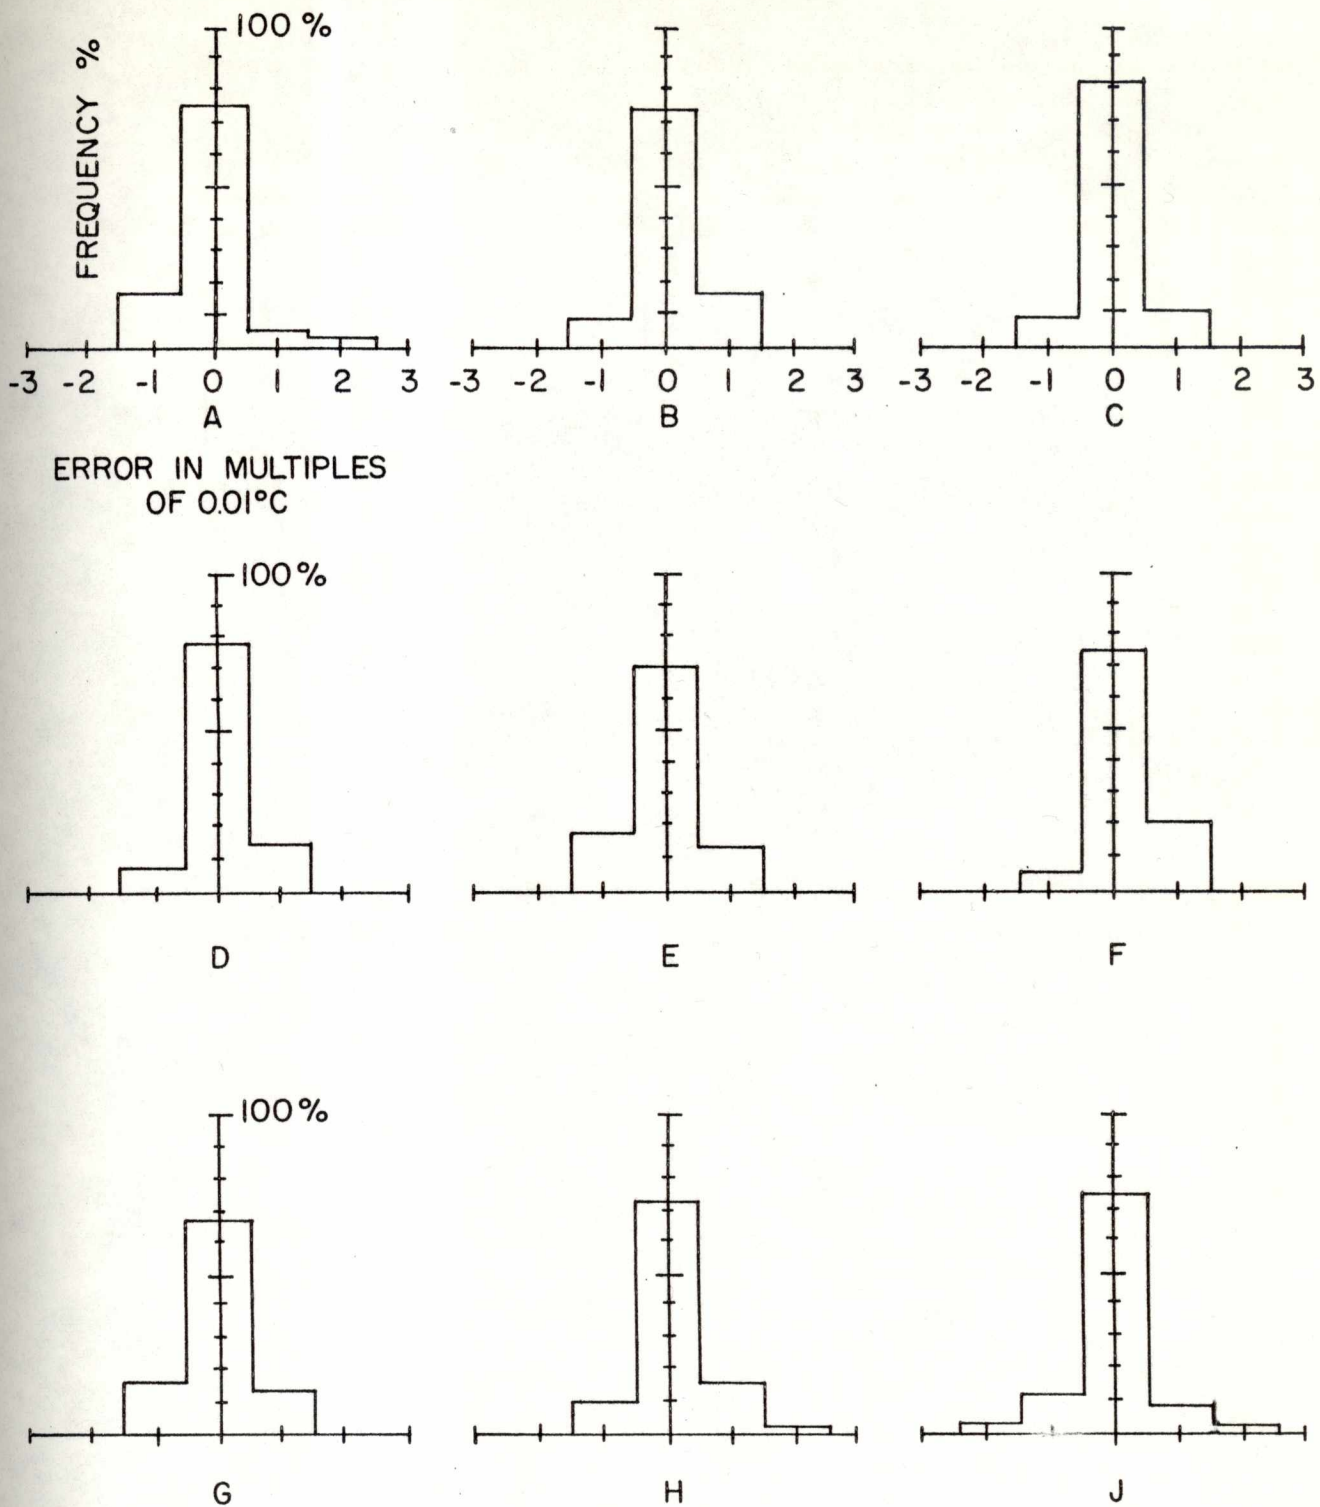 100%
FREQUENCY %
-3 -2 -1 0 1 2 3
A
-3 -2 -1 0 1 2 3
B
-3 -2 -1 0 1 2 3
C
ERROR IN MULTIPLES
OF 0.01°C
100%
D
E
F
100%
G
H
J